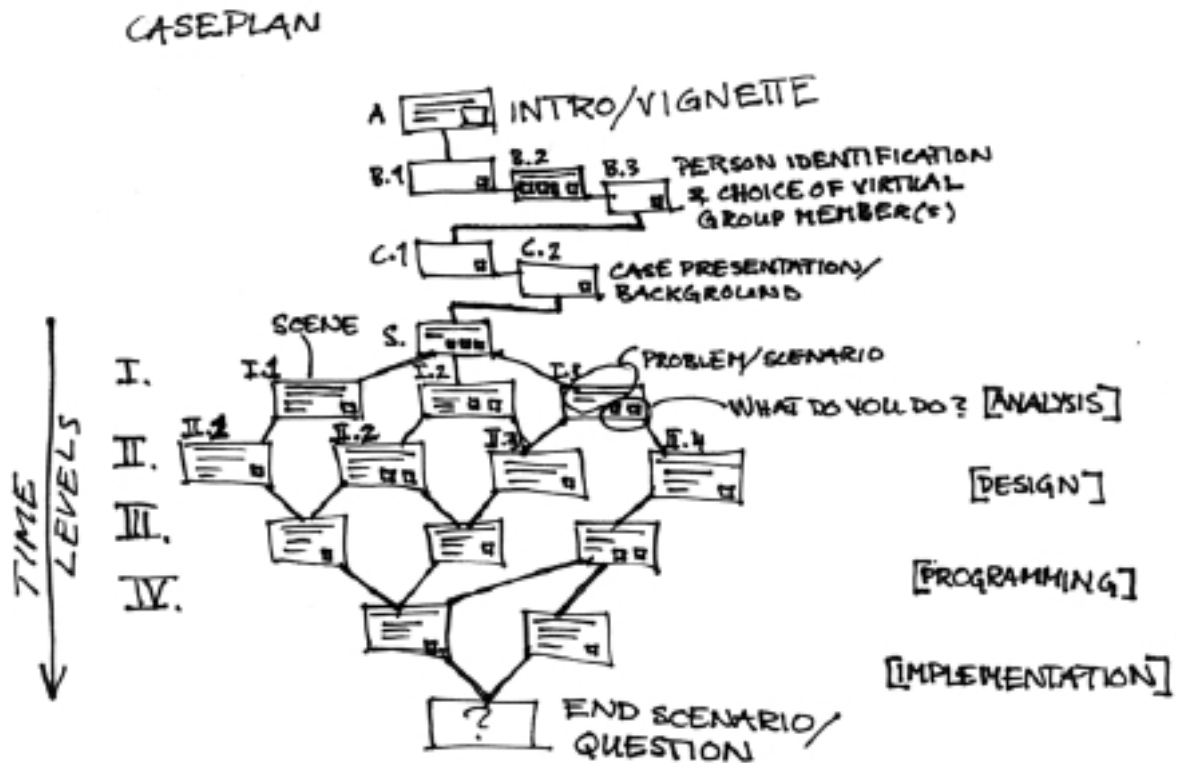 CASEPLAN
A INTRO/VIGNETTE
B.1 B.2 B.3 PERSON IDENTIFICATION
& CHOICE OF VIRTUAL
GROUP MEMBER(S)
C.1 C.2 CASE PRESENTATION/
BACKGROUND
S.
SCENE
PROBLEM/SCENARIO
I. I.1 I.2 I.3
WHAT DO YOU DO? [ANALYSIS]
II. II.1 II.2 II.3 II.4
[DESIGN]
III.
[PROGRAMMING]
IV.
[IMPLEMENTATION]
TIME
LEVELS
?
END SCENARIO/
QUESTION